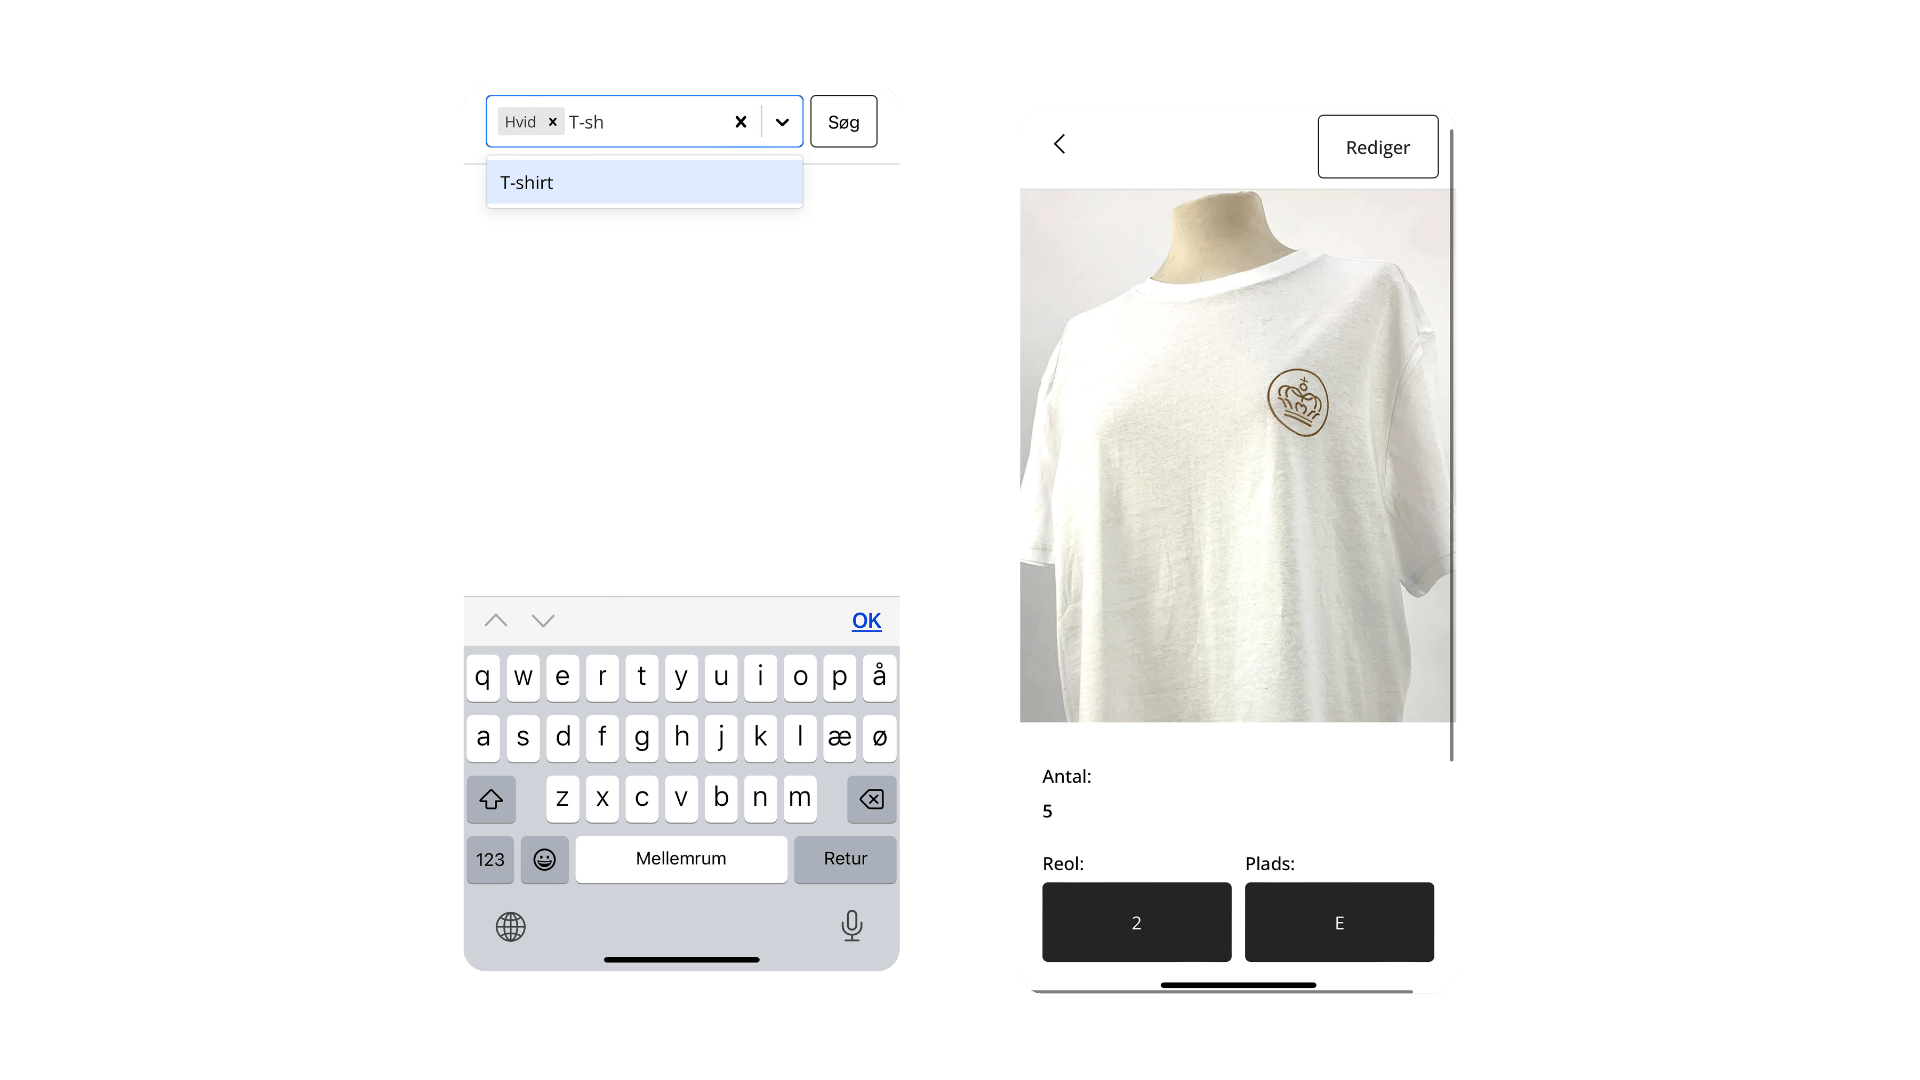 Hvid T-sh Søg
T-shirt
OK
q w e r t y u i o p å
a s d f g h j k l æ ø
z x c v b n m
123 Mellemrum Retur
Rediger
Antal:
5
Reol: Plads:
2 E